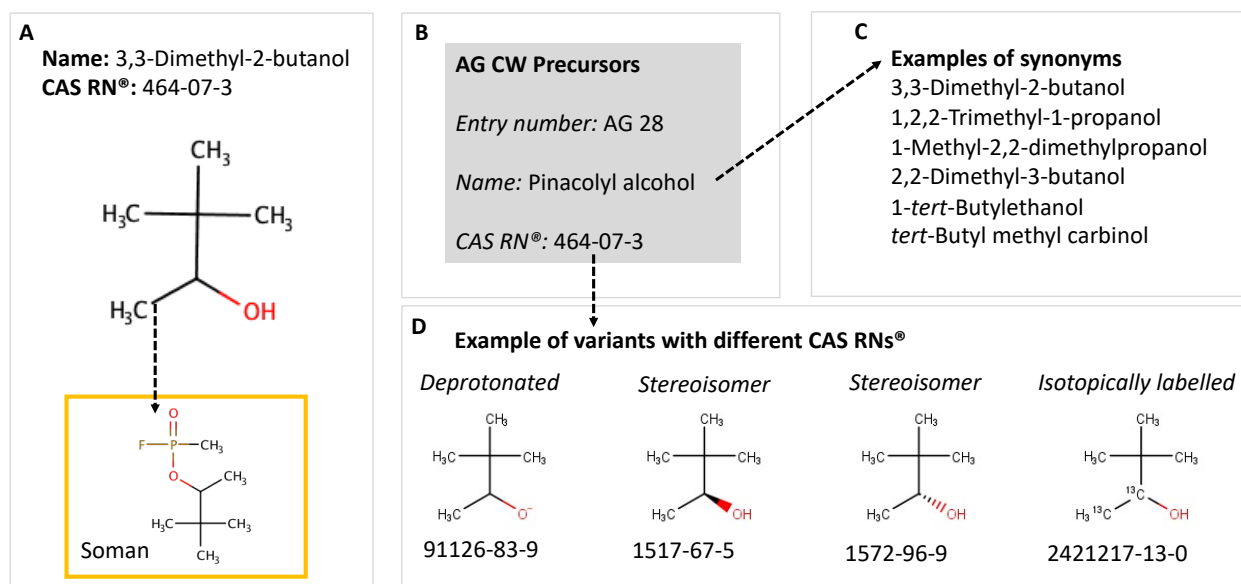 A
Name: 3,3-Dimethyl-2-butanol
CAS RN®: 464-07-3
CH₃
H₃C
CH₃
H₃C
OH
O
F
P
CH₃
O
CH₃
H₃C
CH₃
CH₃
Soman
B
AG CW Precursors
Entry number: AG 28
Name: Pinacolyl alcohol
CAS RN®: 464-07-3
C
Examples of synonyms
3,3-Dimethyl-2-butanol
1,2,2-Trimethyl-1-propanol
1-Methyl-2,2-dimethylpropanol
2,2-Dimethyl-3-butanol
1-tert-Butylethanol
tert-Butyl methyl carbinol
D
Example of variants with different CAS RNs®
Deprotonated
CH₃
H₃C
CH₃
H₃C
O⁻
91126-83-9
Stereoisomer
CH₃
H₃C
CH₃
H₃C
OH
1517-67-5
Stereoisomer
CH₃
H₃C
CH₃
H₃C
OH
1572-96-9
Isotopically labelled
CH₃
H₃C
CH₃
¹³C
H₃¹³C
OH
2421217-13-0